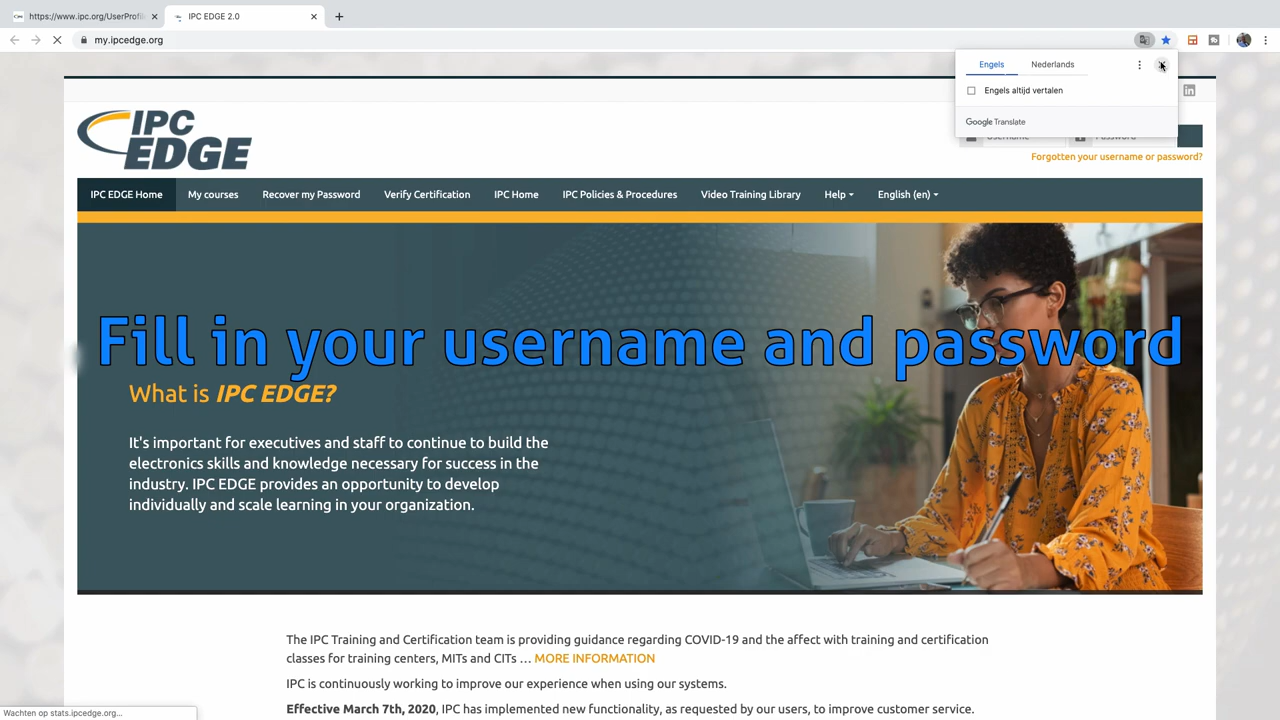 https://www.ipc.org/UserProfil
IPC EDGE 2.0
my.ipcedge.org
Engels
Nederlands
Engels altijd vertalen
Google Translate
IPC
EDGE
Username
Password
Forgotten your username or password?
IPC EDGE Home
My courses
Recover my Password
Verify Certification
IPC Home
IPC Policies & Procedures
Video Training Library
Help
English (en)
Fill in your username and password
What is IPC EDGE?
It's important for executives and staff to continue to build the
electronics skills and knowledge necessary for success in the
industry. IPC EDGE provides an opportunity to develop
individually and scale learning in your organization.
The IPC Training and Certification team is providing guidance regarding COVID-19 and the affect with training and certification
classes for training centers, MITs and CITs … MORE INFORMATION
IPC is continuously working to improve our experience when using our systems.
Effective March 7th, 2020, IPC has implemented new functionality, as requested by our users, to improve customer service.
Wachten op stats.ipcedge.org...